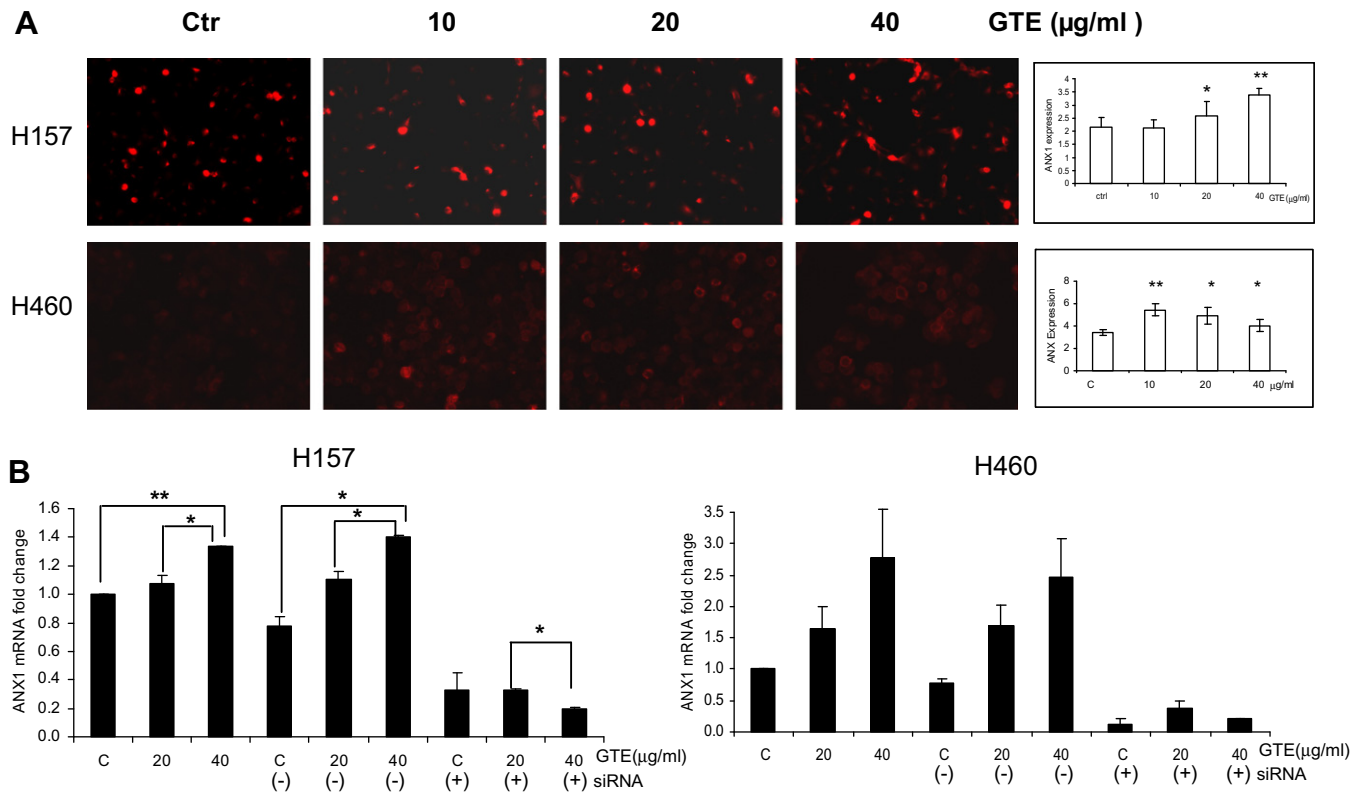 A
Ctr 10 20 40 GTE (µg/ml )
H157
ANX1 expression
4
3.5
3
2.5
2
1.5
1
0.5
0
* **
ctrl 10 20 40 GTE(µg/ml)
H460
ANX Expression
8
6
4
2
0
** * *
C 10 20 40 µg/ml
B
H157
ANX1 mRNA fold change
1.6
1.4
1.2
1.0
0.8
0.6
0.4
0.2
0.0
** *
* *
*
C 20 40 C 20 40 C 20 40 GTE(µg/ml)
(-) (-) (-) (+) (+) (+) siRNA
H460
ANX1 mRNA fold change
3.5
3.0
2.5
2.0
1.5
1.0
0.5
0.0
C 20 40 C 20 40 C 20 40 GTE(µg/ml)
(-) (-) (-) (+) (+) (+) siRNA